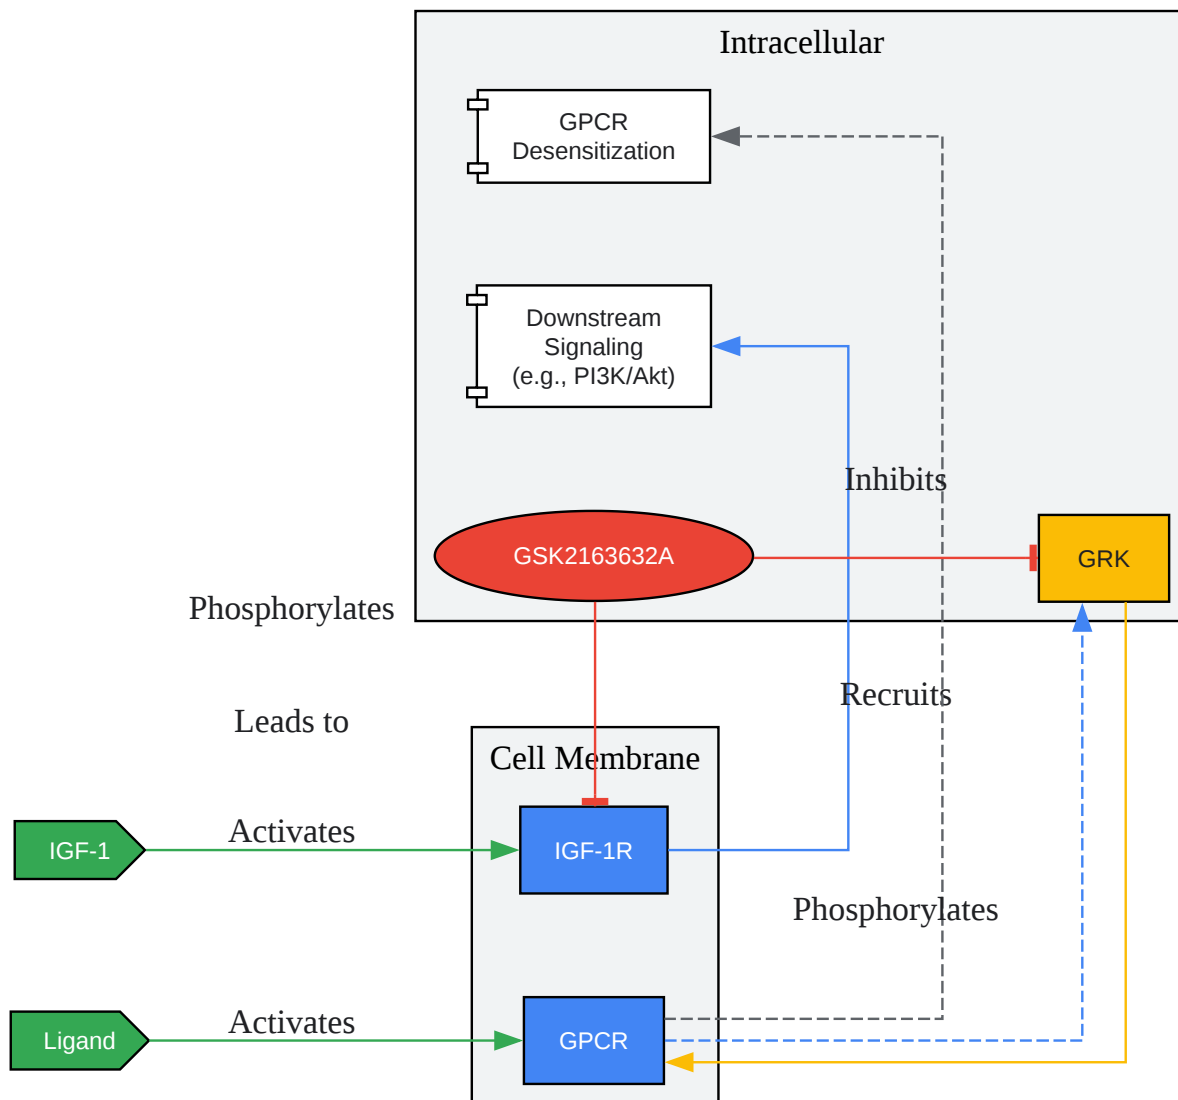 Intracellular
GPCR
Desensitization
Downstream
Signaling
(e.g., PI3K/Akt)
Inhibits
GSK2163632A
GRK
Phosphorylates
Recruits
Leads to
Cell Membrane
Activates
IGF-1
IGF-1R
Phosphorylates
Activates
Ligand
GPCR